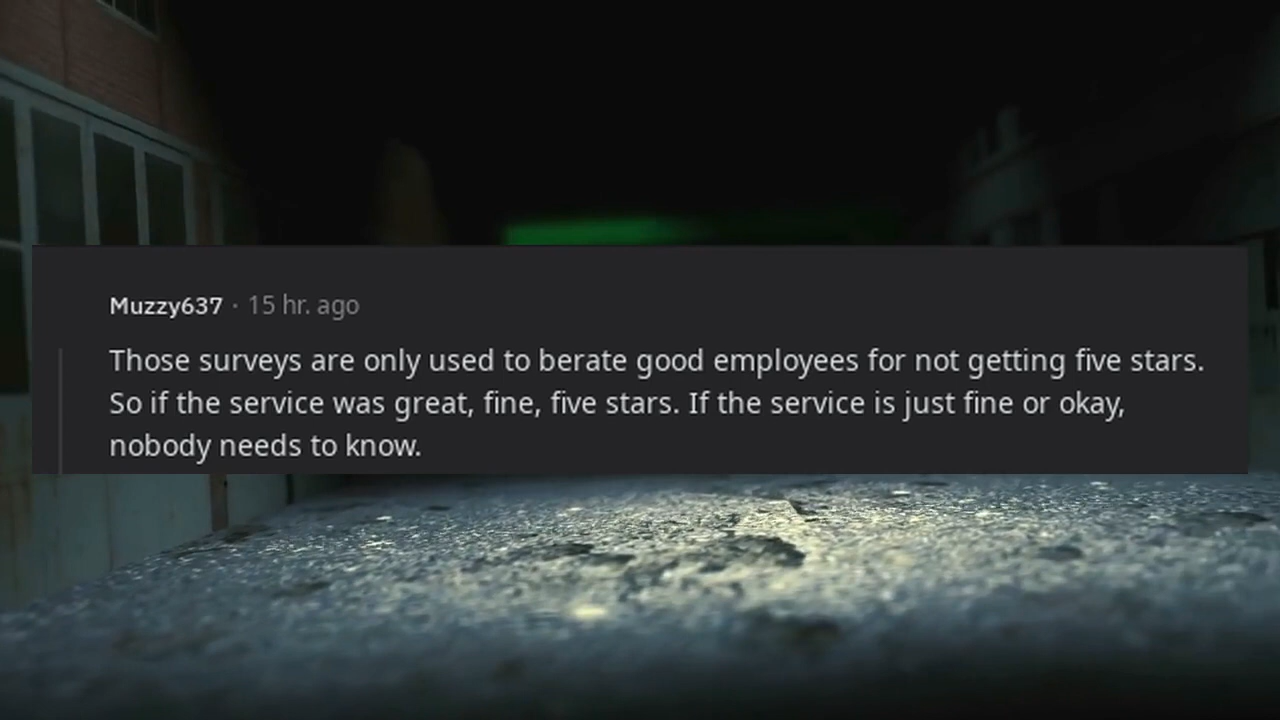 Muzzy637 · 15 hr. ago
Those surveys are only used to berate good employees for not getting five stars.
So if the service was great, fine, five stars. If the service is just fine or okay,
nobody needs to know.